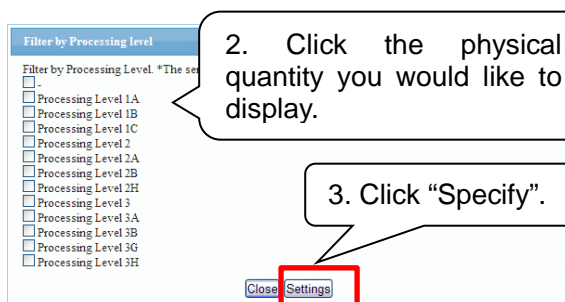 Filter by Processing level
Filter by Processing Level. *The ser
-
Processing Level 1A
Processing Level 1B
Processing Level 1C
Processing Level 2
Processing Level 2A
Processing Level 2B
Processing Level 2H
Processing Level 3
Processing Level 3A
Processing Level 3B
Processing Level 3G
Processing Level 3H
Close Settings
2. Click the physical
quantity you would like to
display.
3. Click “Specify”.